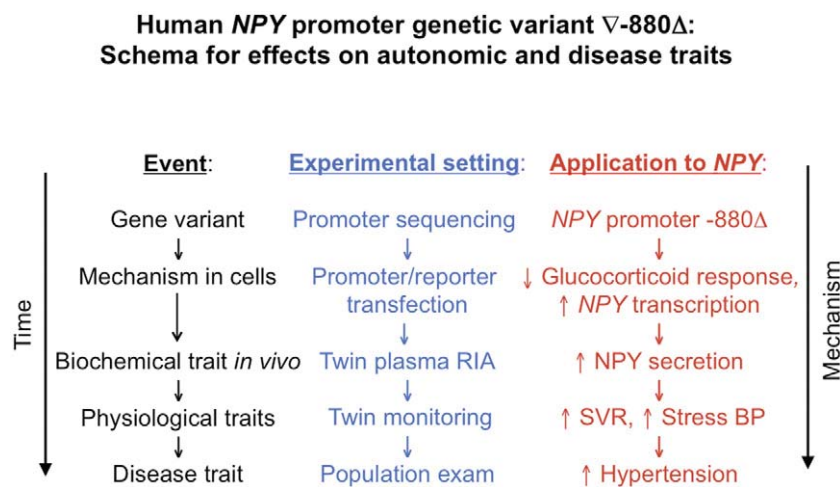 Human NPY promoter genetic variant ∇-880Δ:
Schema for effects on autonomic and disease traits
Event: Experimental setting: Application to NPY:
Gene variant Promoter sequencing NPY promoter -880Δ
↓ ↓ ↓
Mechanism in cells Promoter/reporter ↓ Glucocorticoid response,
transfection ↑ NPY transcription
↓ ↓ ↓
Biochemical trait in vivo Twin plasma RIA ↑ NPY secretion
↓ ↓ ↓
Physiological traits Twin monitoring ↑ SVR, ↑ Stress BP
↓ ↓ ↓
Disease trait Population exam ↑ Hypertension
Time
Mechanism